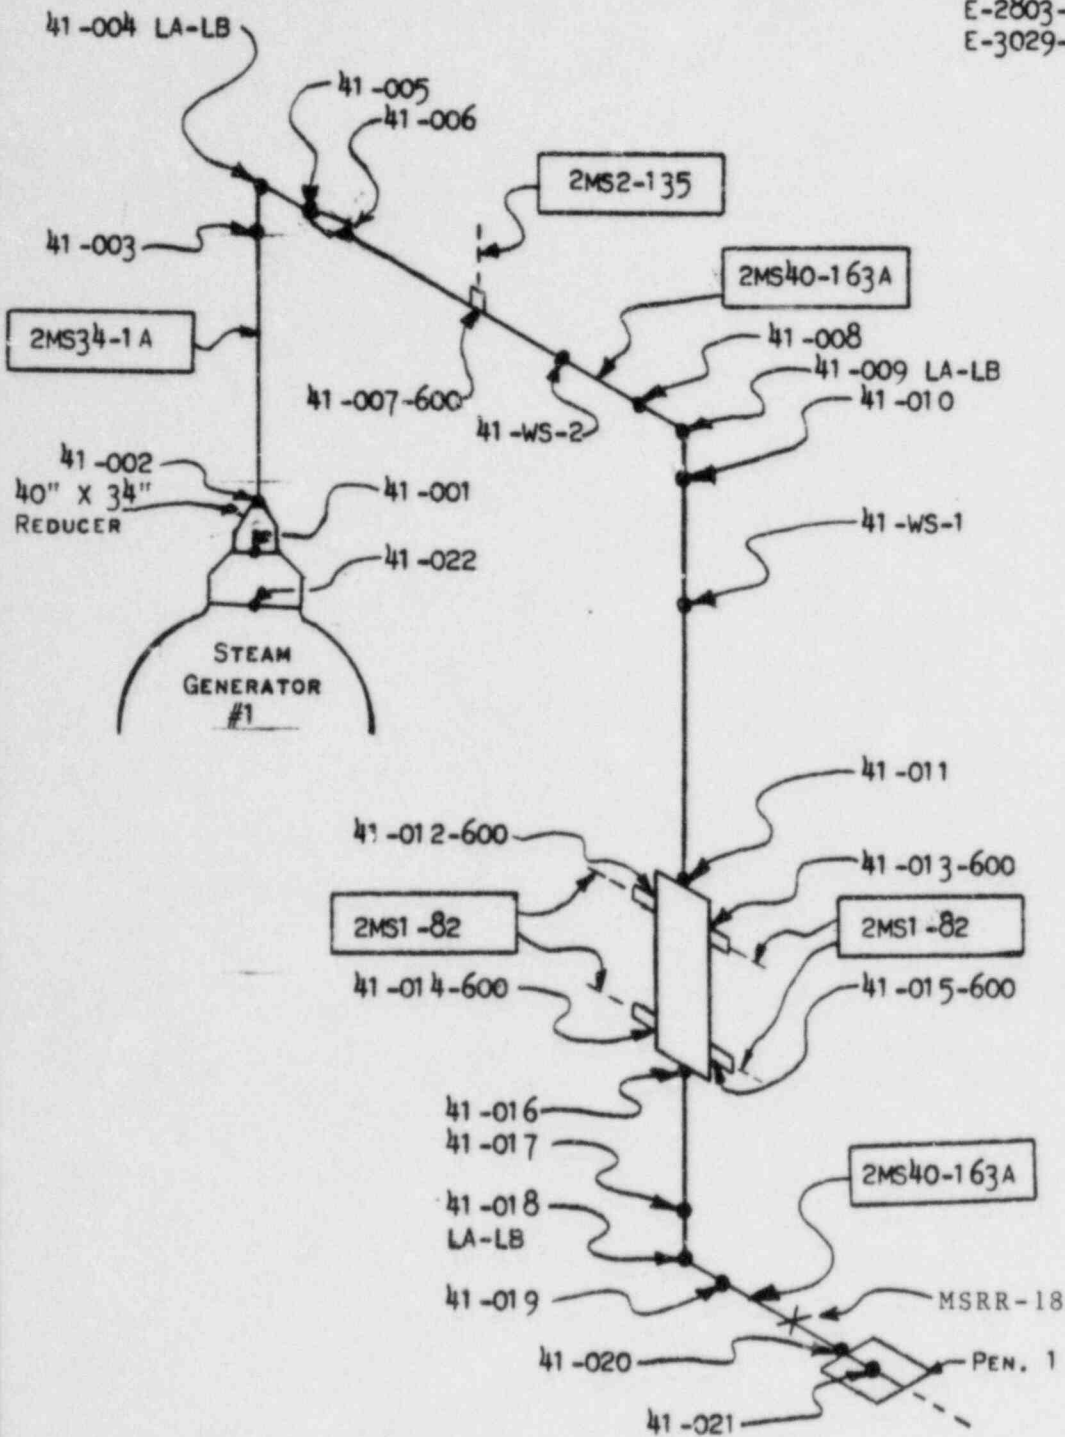 E-2803-
E-3029-
41-004 LA-LB
41-005
41-006
2MS2-135
41-003
2MS40-163A
2MS34-1A
41-008
41-009 LA-LB
41-007-600
41-010
41-WS-2
41-002
40" X 34"
REDUCER
41-001
41-WS-1
41-022
STEAM
GENERATOR
#1
41-011
41-012-600
41-013-600
2MS1-82
2MS1-82
41-014-600
41-015-600
41-016
41-017
2MS40-163A
41-018
LA-LB
41-019
MSRR-18
41-020
PEN. 1
41-021